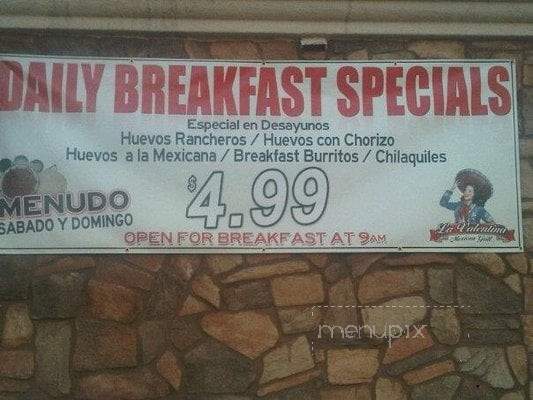 DAILY BREAKFAST SPECIALS
Especial en Desayunos
Huevos Rancheros / Huevos con Chorizo
Huevos a la Mexicana / Breakfast Burritos / Chilaquiles
$4.99
MENUDO
SABADO Y DOMINGO
OPEN FOR BREAKFAST AT 9AM
La Valentina
Mexican Grill
menupix